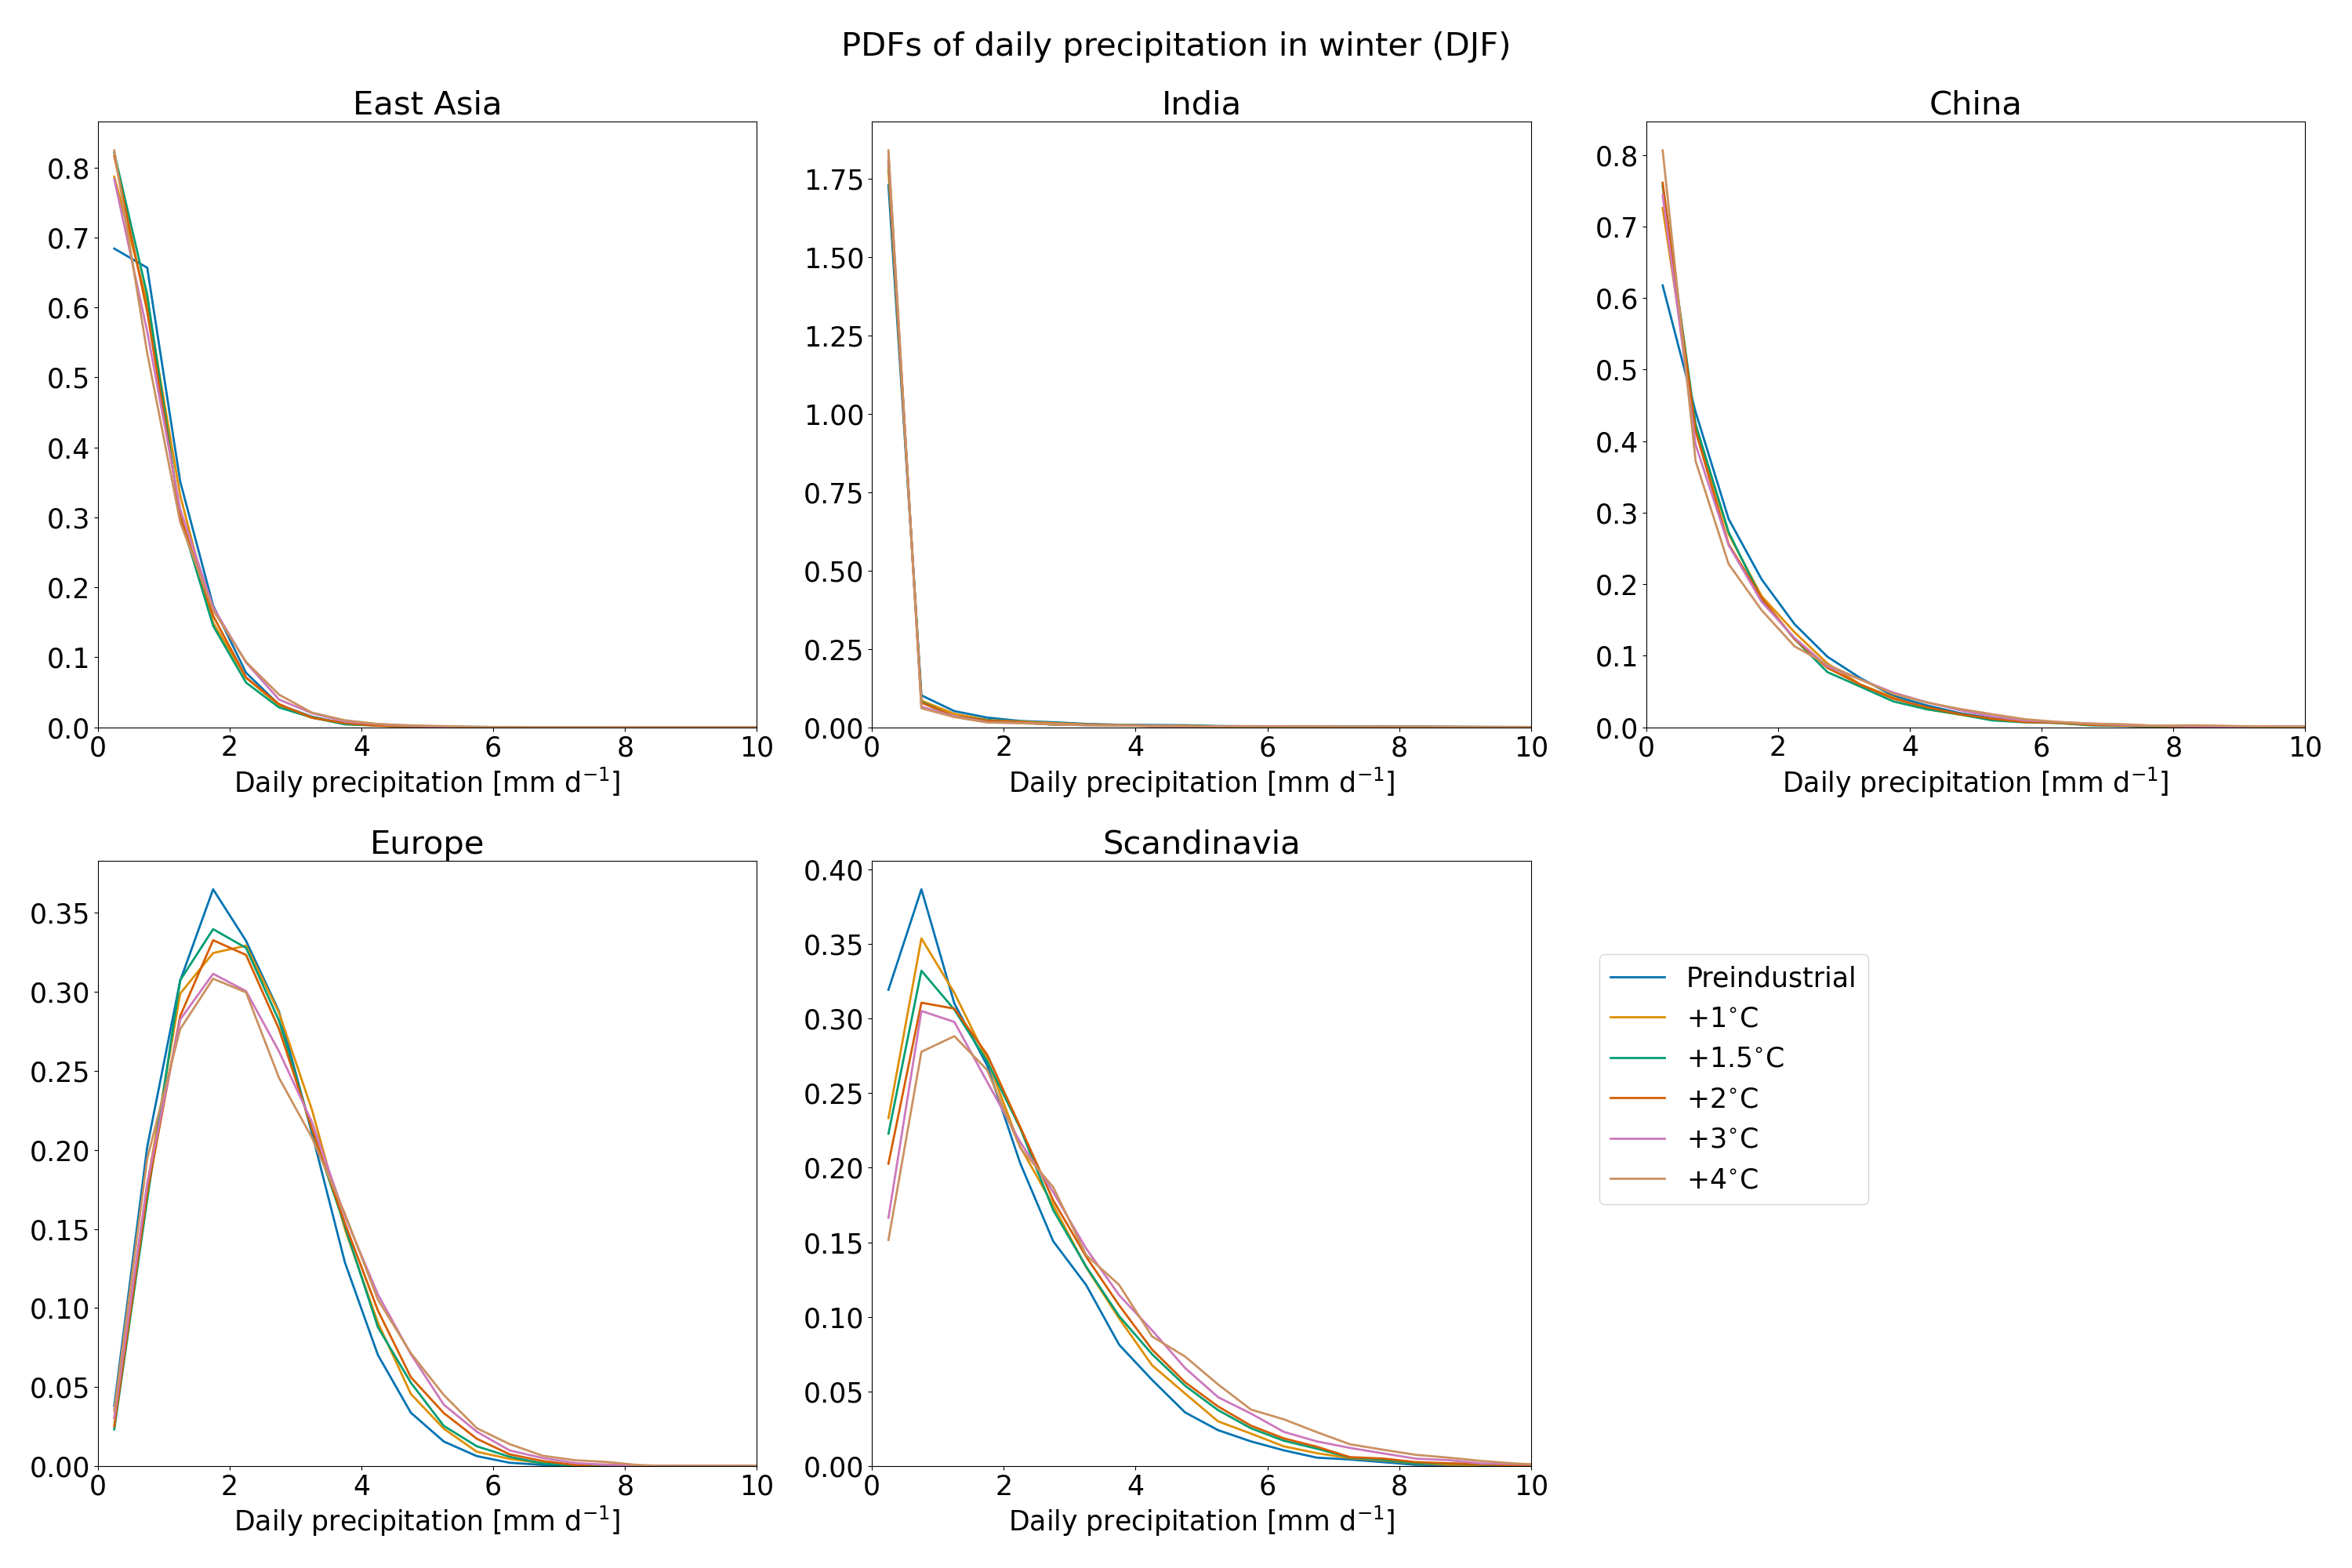 PDFs of daily precipitation in winter (DJF)
East Asia
0.8
0.7
0.6
0.5
0.4
0.3
0.2
0.1
0.0
0 2 4 6 8 10
Daily precipitation [mm d⁻¹]
India
1.75
1.50
1.25
1.00
0.75
0.50
0.25
0.00
0 2 4 6 8 10
Daily precipitation [mm d⁻¹]
China
0.8
0.7
0.6
0.5
0.4
0.3
0.2
0.1
0.0
0 2 4 6 8 10
Daily precipitation [mm d⁻¹]
Europe
0.35
0.30
0.25
0.20
0.15
0.10
0.05
0.00
0 2 4 6 8 10
Daily precipitation [mm d⁻¹]
Scandinavia
0.40
0.35
0.30
0.25
0.20
0.15
0.10
0.05
0.00
0 2 4 6 8 10
Daily precipitation [mm d⁻¹]
Preindustrial
+1°C
+1.5°C
+2°C
+3°C
+4°C